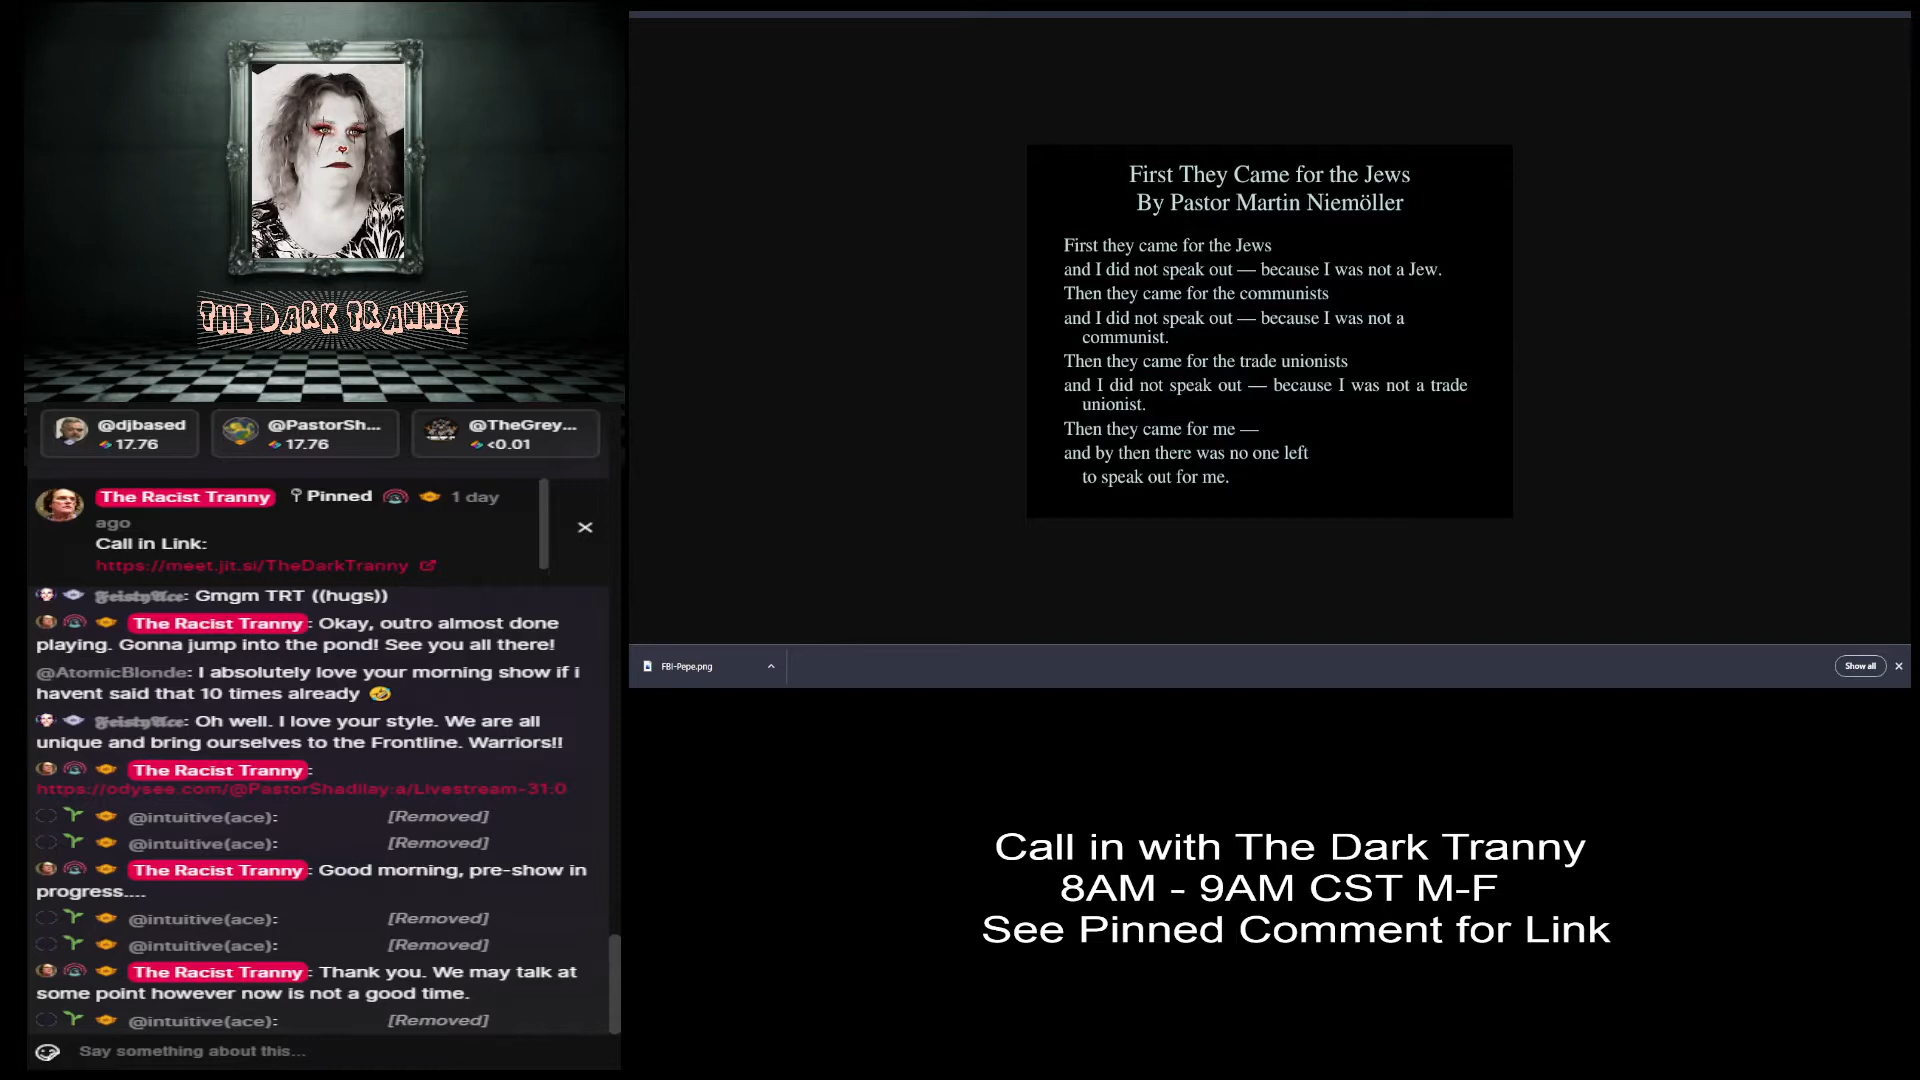 THE DARK TRANNY
@djbased
17.76
@PastorSh...
17.76
@TheGrey...
<0.01
The Racist Tranny Pinned 1 day
ago
Call in Link:
https://meet.jit.si/TheDarkTranny
𝕱𝖊𝖎𝖘𝖙𝖞𝕬𝖈𝖊: Gmgm TRT ((hugs))
The Racist Tranny: Okay, outro almost done
playing. Gonna jump into the pond! See you all there!
@AtomicBlonde: I absolutely love your morning show if i
havent said that 10 times already 🤣
𝕱𝖊𝖎𝖘𝖙𝖞𝕬𝖈𝖊: Oh well. I love your style. We are all
unique and bring ourselves to the Frontline. Warriors!!
The Racist Tranny:
https://odysee.com/@PastorShadilay:a/Livestream-31:0
@intuitive(ace): [Removed]
@intuitive(ace): [Removed]
The Racist Tranny: Good morning, pre-show in
progress....
@intuitive(ace): [Removed]
@intuitive(ace): [Removed]
The Racist Tranny: Thank you. We may talk at
some point however now is not a good time.
@intuitive(ace): [Removed]
Say something about this...
First They Came for the Jews
By Pastor Martin Niemöller
First they came for the Jews
and I did not speak out — because I was not a Jew.
Then they came for the communists
and I did not speak out — because I was not a
communist.
Then they came for the trade unionists
and I did not speak out — because I was not a trade
unionist.
Then they came for me —
and by then there was no one left
to speak out for me.
FBI-Pepe.png
Show all
Call in with The Dark Tranny
8AM - 9AM CST M-F
See Pinned Comment for Link